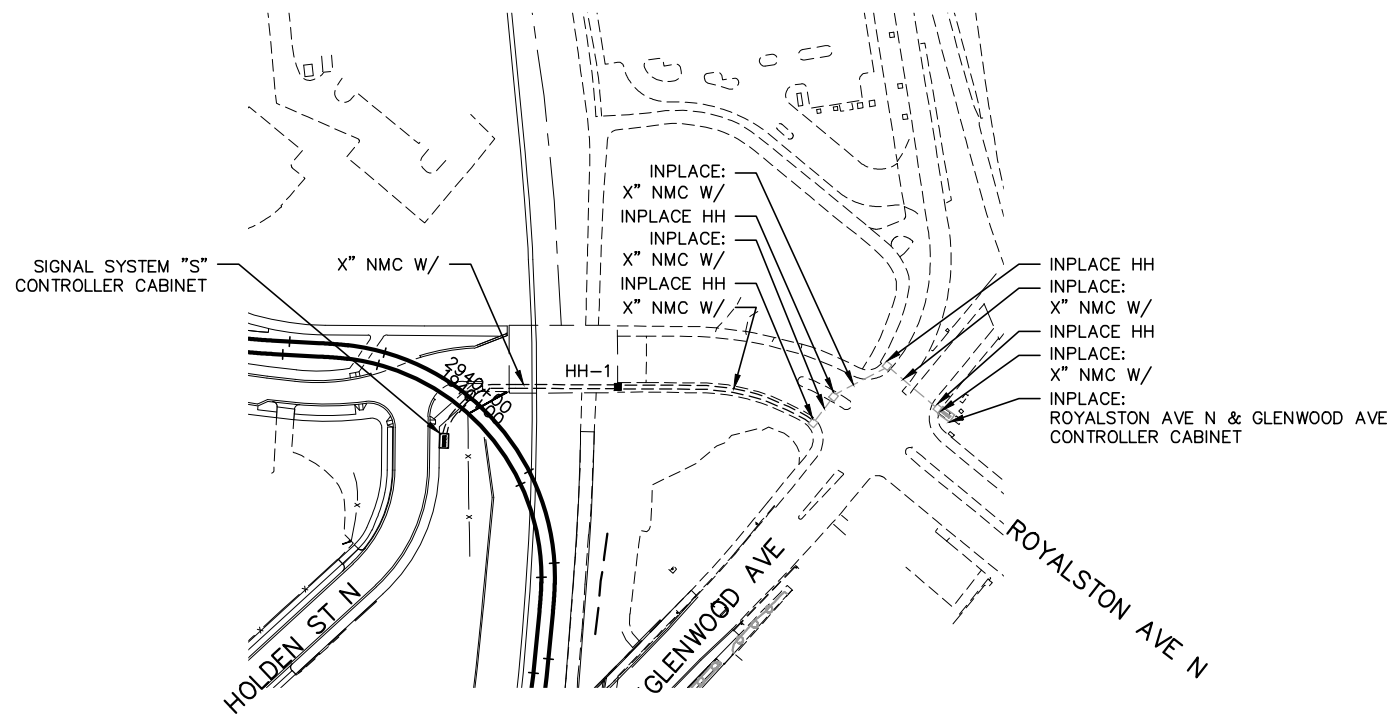 INPLACE:
X" NMC W/
INPLACE HH
INPLACE:
X" NMC W/
INPLACE HH
X" NMC W/
SIGNAL SYSTEM "S"
CONTROLLER CABINET
X" NMC W/
INPLACE HH
INPLACE:
X" NMC W/
INPLACE HH
INPLACE:
X" NMC W/
INPLACE:
ROYALSTON AVE N & GLENWOOD AVE
CONTROLLER CABINET
HH-1
HOLDEN ST N
GLENWOOD AVE
ROYALSTON AVE N